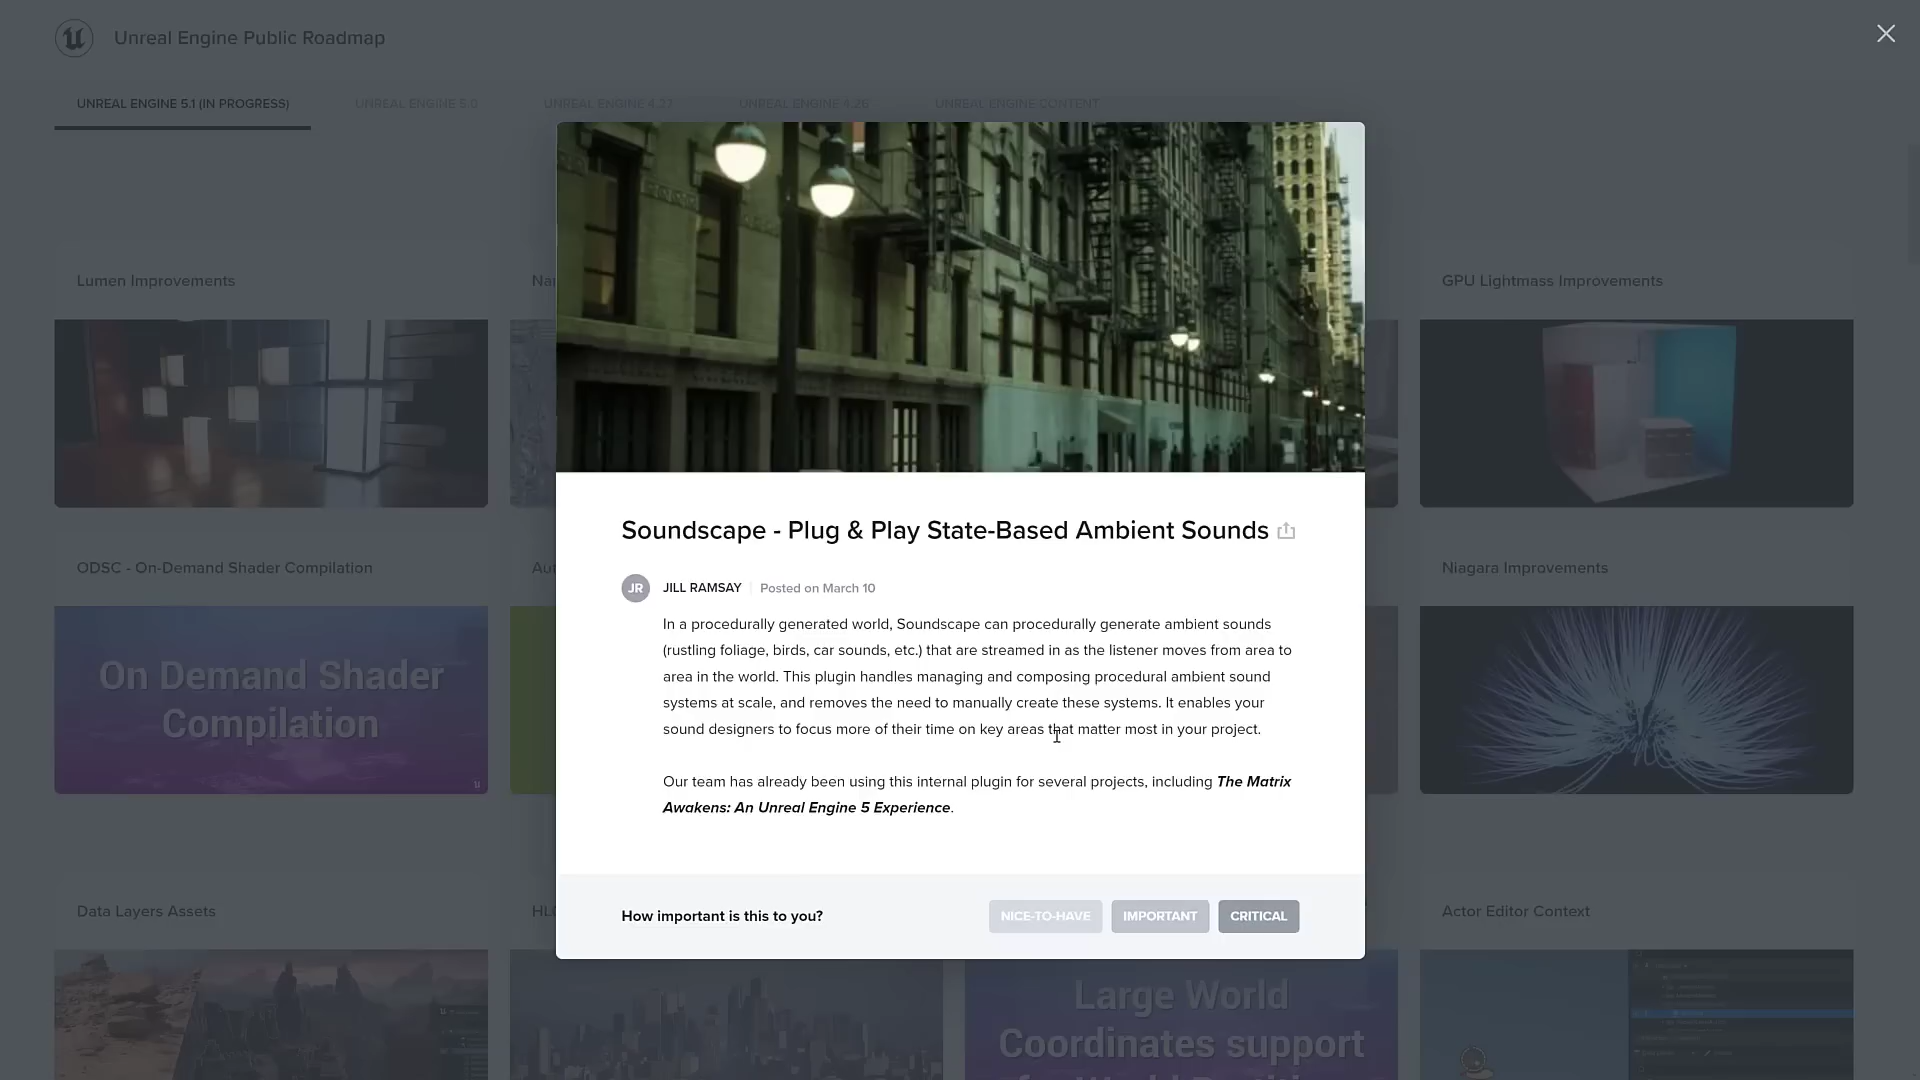 Unreal Engine Public Roadmap
UNREAL ENGINE 5.1 (IN PROGRESS)
UNREAL ENGINE 5.0
UNREAL ENGINE 4.27
UNREAL ENGINE 4.26
UNREAL ENGINE CONTENT
Lumen Improvements
GPU Lightmass Improvements
Soundscape - Plug & Play State-Based Ambient Sounds
ODSC - On-Demand Shader Compilation
Niagara Improvements
JR
JILL RAMSAY
Posted on March 10
In a procedurally generated world, Soundscape can procedurally generate ambient sounds
(rustling foliage, birds, car sounds, etc.) that are streamed in as the listener moves from area to
area in the world. This plugin handles managing and composing procedural ambient sound
systems at scale, and removes the need to manually create these systems. It enables your
sound designers to focus more of their time on key areas that matter most in your project.
Our team has already been using this internal plugin for several projects, including The Matrix
Awakens: An Unreal Engine 5 Experience.
On Demand Shader
Compilation
Data Layers Assets
Actor Editor Context
How important is this to you?
NICE-TO-HAVE
IMPORTANT
CRITICAL
Large World
Coordinates support